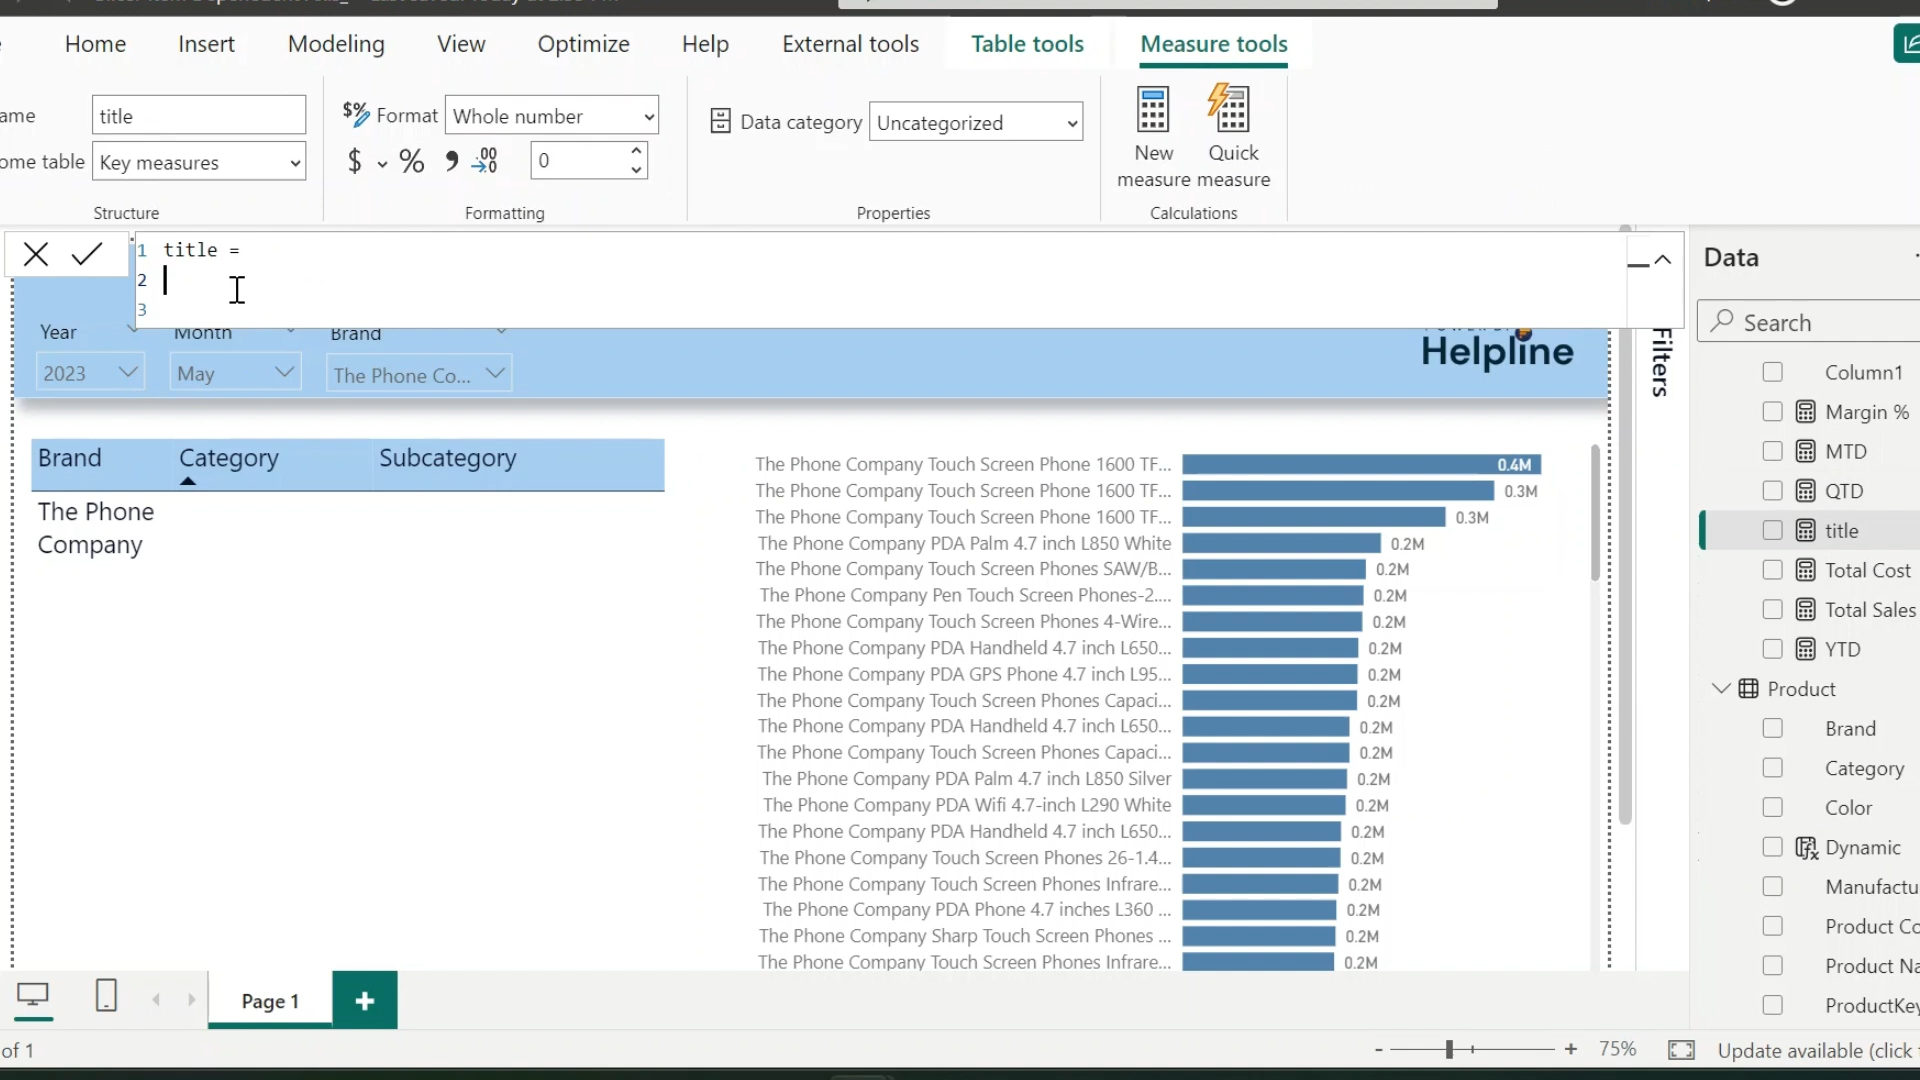 Home Insert Modeling View Optimize Help External tools Table tools Measure tools
title
Format
Whole number
Key measures
0
Data category
Uncategorized
New
measure
Quick
measure
Structure
Formatting
Properties
Calculations
1 title =
2
3
Year
Month
Brand
2023
May
The Phone Co...
Helpline
Filters
Brand Category Subcategory
The Phone
Company
The Phone Company Touch Screen Phone 1600 TF... 0.4M
The Phone Company Touch Screen Phone 1600 TF... 0.3M
The Phone Company Touch Screen Phone 1600 TF... 0.3M
The Phone Company PDA Palm 4.7 inch L850 White 0.2M
The Phone Company Touch Screen Phones SAW/B... 0.2M
The Phone Company Pen Touch Screen Phones-2.... 0.2M
The Phone Company Touch Screen Phones 4-Wire... 0.2M
The Phone Company PDA Handheld 4.7 inch L650... 0.2M
The Phone Company PDA GPS Phone 4.7 inch L95... 0.2M
The Phone Company Touch Screen Phones Capaci... 0.2M
The Phone Company PDA Handheld 4.7 inch L650... 0.2M
The Phone Company Touch Screen Phones Capaci... 0.2M
The Phone Company PDA Palm 4.7 inch L850 Silver 0.2M
The Phone Company PDA Wifi 4.7-inch L290 White 0.2M
The Phone Company PDA Handheld 4.7 inch L650... 0.2M
The Phone Company Touch Screen Phones 26-1.4... 0.2M
The Phone Company Touch Screen Phones Infrare... 0.2M
The Phone Company PDA Phone 4.7 inches L360 ... 0.2M
The Phone Company Sharp Touch Screen Phones ... 0.2M
The Phone Company Touch Screen Phones Infrare... 0.2M
Data
Search
Column1
Margin %
MTD
QTD
title
Total Cost
Total Sales
YTD
Product
Brand
Category
Color
Dynamic
Manufactu
Product Co
Product Na
ProductKey
Page 1
of 1
- + 75%
Update available (click